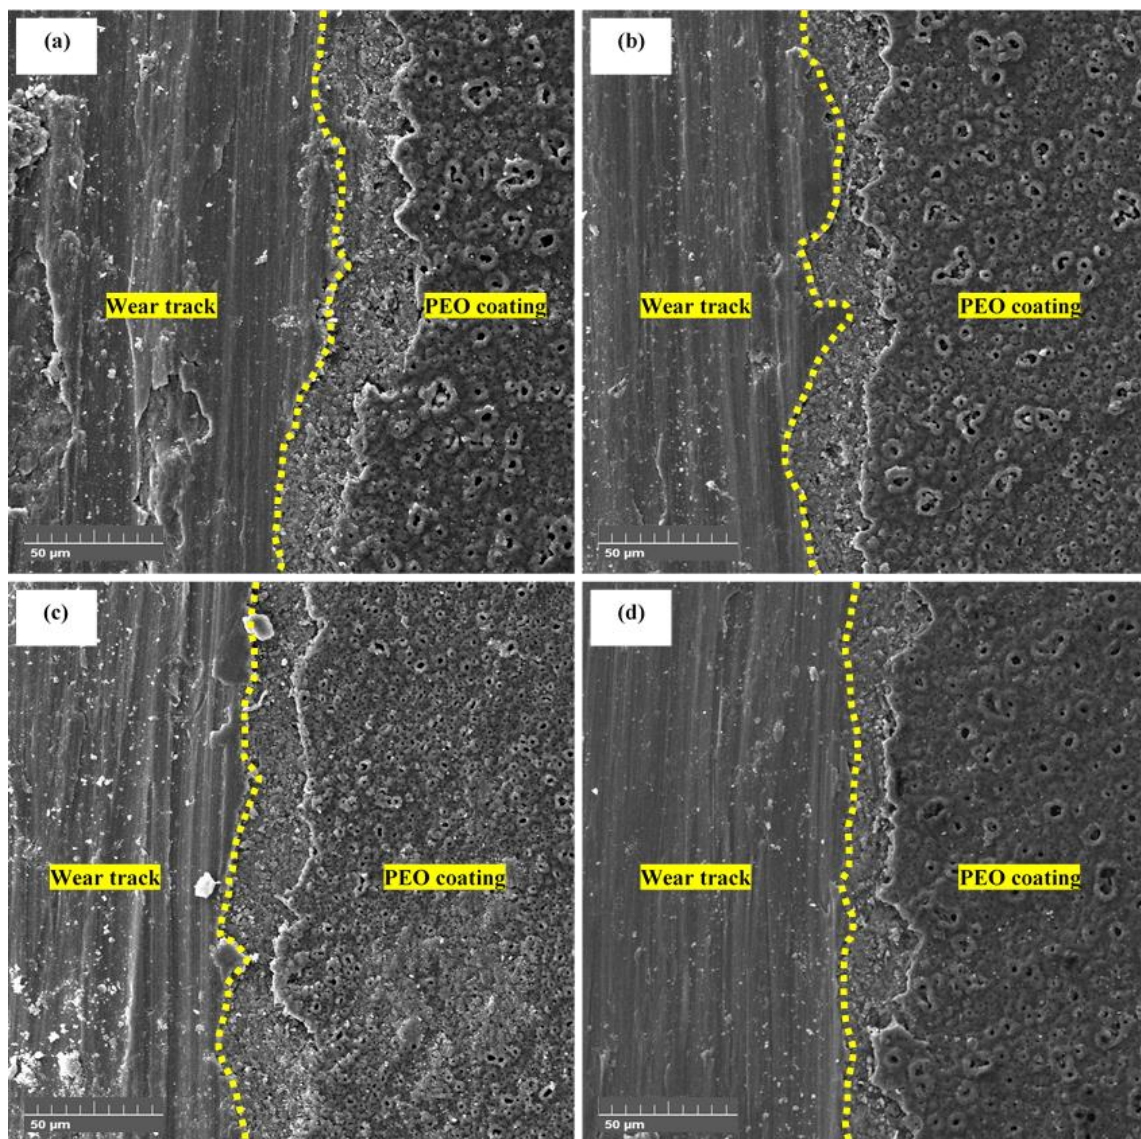 (a)
(b)
Wear track
PEO coating
Wear track
PEO coating
50 µm
50 µm
(c)
(d)
Wear track
PEO coating
Wear track
PEO coating
50 µm
50 µm